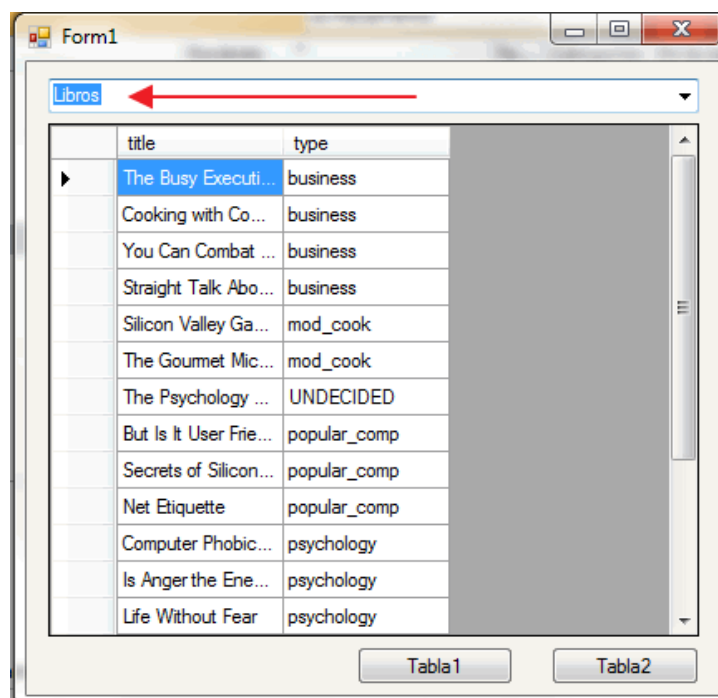 Form1
Libros
title type
The Busy Executi... business
Cooking with Co... business
You Can Combat ... business
Straight Talk Abo... business
Silicon Valley Ga... mod_cook
The Gourmet Mic... mod_cook
The Psychology ... UNDECIDED
But Is It User Frie... popular_comp
Secrets of Silicon... popular_comp
Net Etiquette popular_comp
Computer Phobic... psychology
Is Anger the Ene... psychology
Life Without Fear psychology
Tabla1 Tabla2